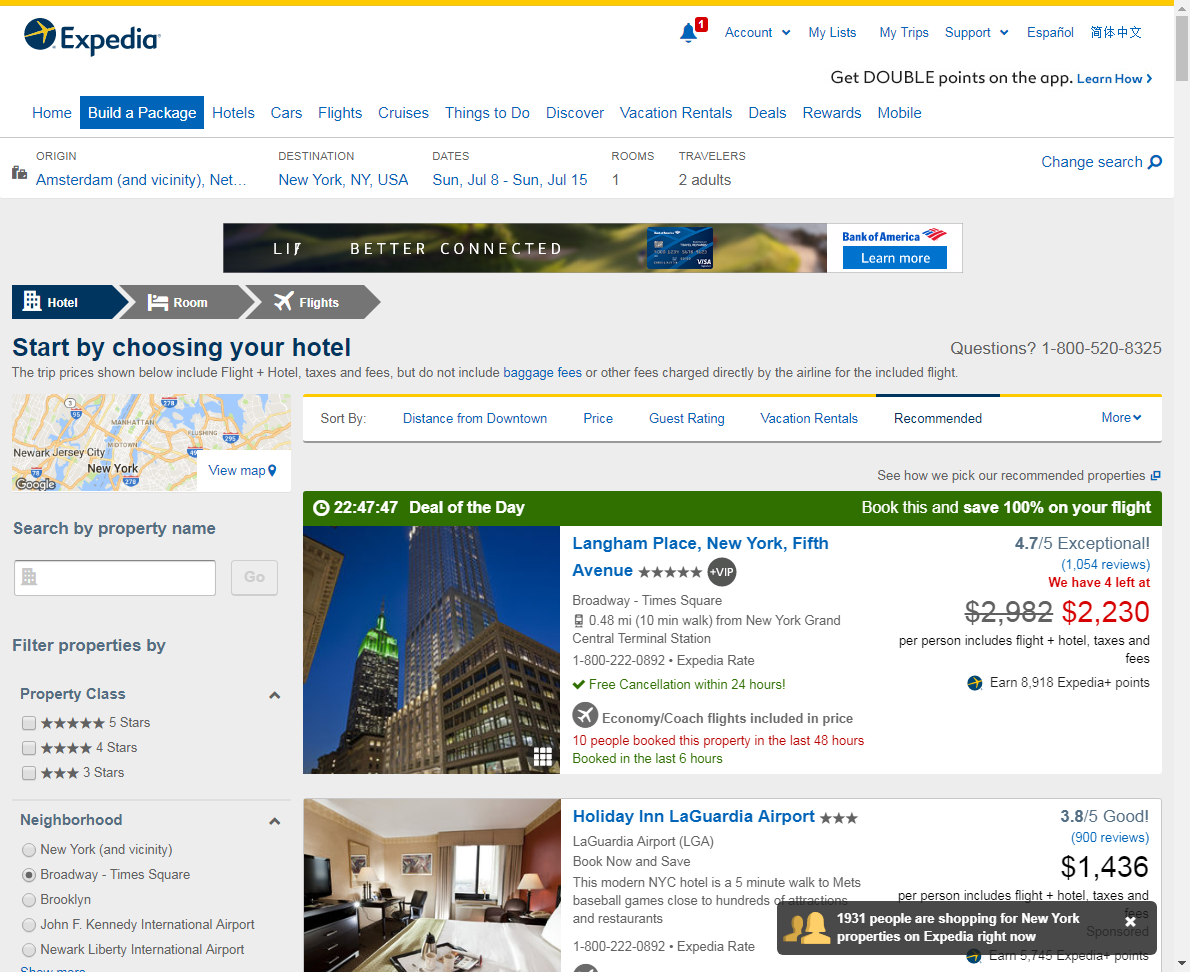 Expedia
1
Account
My Lists
My Trips
Support
Español
简体中文
Get DOUBLE points on the app. Learn How
Home
Build a Package
Hotels
Cars
Flights
Cruises
Things to Do
Discover
Vacation Rentals
Deals
Rewards
Mobile
ORIGIN
DESTINATION
DATES
ROOMS
TRAVELERS
Amsterdam (and vicinity), Net...
New York, NY, USA
Sun, Jul 8 - Sun, Jul 15
1
2 adults
Change search
BETTER CONNECTED
VISA
Bank of America
Learn more
Hotel
Room
Flights
Start by choosing your hotel
Questions? 1-800-520-8325
The trip prices shown below include Flight + Hotel, taxes and fees, but do not include baggage fees or other fees charged directly by the airline for the included flight.
MANHATTAN
MIDTOWN
FLUSHING
Newark Jersey City
New York
Google
View map
Sort By:
Distance from Downtown
Price
Guest Rating
Vacation Rentals
Recommended
More
See how we pick our recommended properties
Search by property name
Go
Filter properties by
Property Class
5 Stars
4 Stars
3 Stars
Neighborhood
New York (and vicinity)
Broadway - Times Square
Brooklyn
John F. Kennedy International Airport
Newark Liberty International Airport
Show more
22:47:47 Deal of the Day
Book this and save 100% on your flight
Langham Place, New York, Fifth
Avenue
+VIP
Broadway - Times Square
0.48 mi (10 min walk) from New York Grand
Central Terminal Station
1-800-222-0892 • Expedia Rate
Free Cancellation within 24 hours!
Economy/Coach flights included in price
10 people booked this property in the last 48 hours
Booked in the last 6 hours
4.7/5 Exceptional!
(1,054 reviews)
We have 4 left at
$2,982 $2,230
per person includes flight + hotel, taxes and
fees
Earn 8,918 Expedia+ points
Holiday Inn LaGuardia Airport
LaGuardia Airport (LGA)
Book Now and Save
This modern NYC hotel is a 5 minute walk to Mets
baseball games close to hundreds of attractions
and restaurants
1-800-222-0892 • Expedia Rate
3.8/5 Good!
(900 reviews)
$1,436
per person includes flight + hotel, taxes and
fees
Sponsored
Earn 5,745 Expedia+ points
1931 people are shopping for New York
properties on Expedia right now